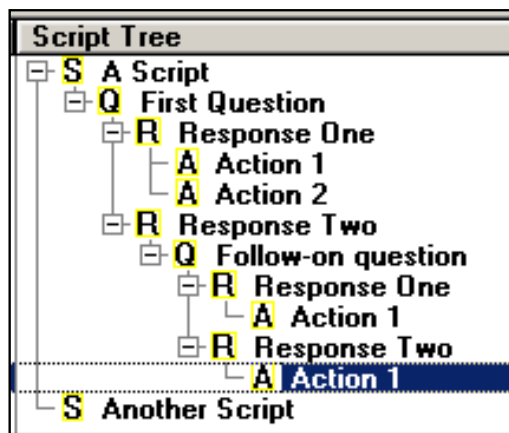 Script Tree
S A Script
Q First Question
R Response One
A Action 1
A Action 2
R Response Two
Q Follow-on question
R Response One
A Action 1
R Response Two
A Action 1
S Another Script